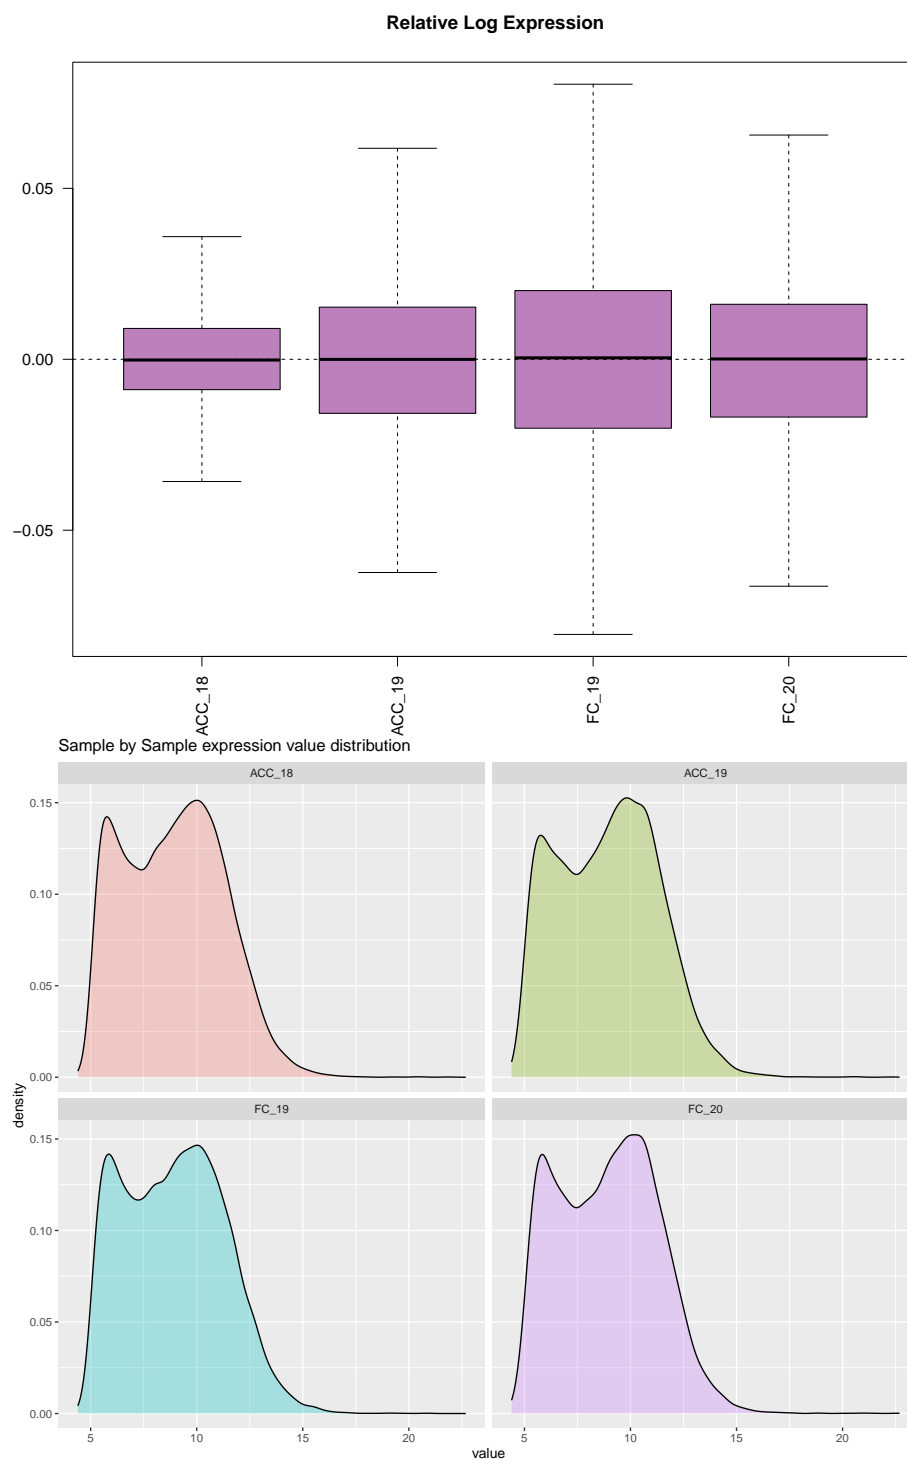 Relative Log Expression
0.05
0.00
−0.05
ACC_18
ACC_19
FC_19
FC_20
Sample by Sample expression value distribution
ACC_18
ACC_19
0.15
0.10
0.05
0.00
density
FC_19
FC_20
0.15
0.10
0.05
0.00
5
10
15
20
5
10
15
20
value